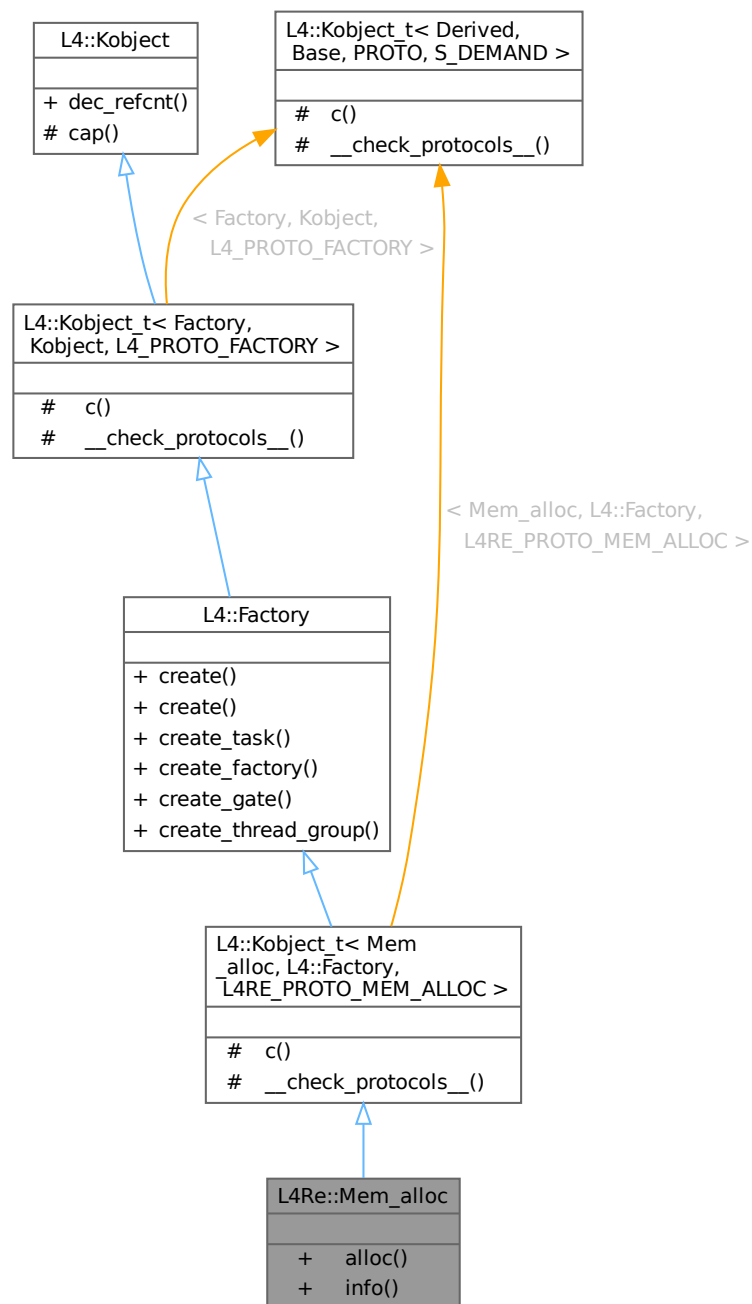 L4::Kobject
+ dec_refcnt()
# cap()
L4::Kobject_t< Derived,
Base, PROTO, S_DEMAND >
# c()
# __check_protocols__()
< Factory, Kobject,
L4_PROTO_FACTORY >
L4::Kobject_t< Factory,
Kobject, L4_PROTO_FACTORY >
# c()
# __check_protocols__()
< Mem_alloc, L4::Factory,
L4RE_PROTO_MEM_ALLOC >
L4::Factory
+ create()
+ create()
+ create_task()
+ create_factory()
+ create_gate()
+ create_thread_group()
L4::Kobject_t< Mem
_alloc, L4::Factory,
L4RE_PROTO_MEM_ALLOC >
# c()
# __check_protocols__()
L4Re::Mem_alloc
+ alloc()
+ info()